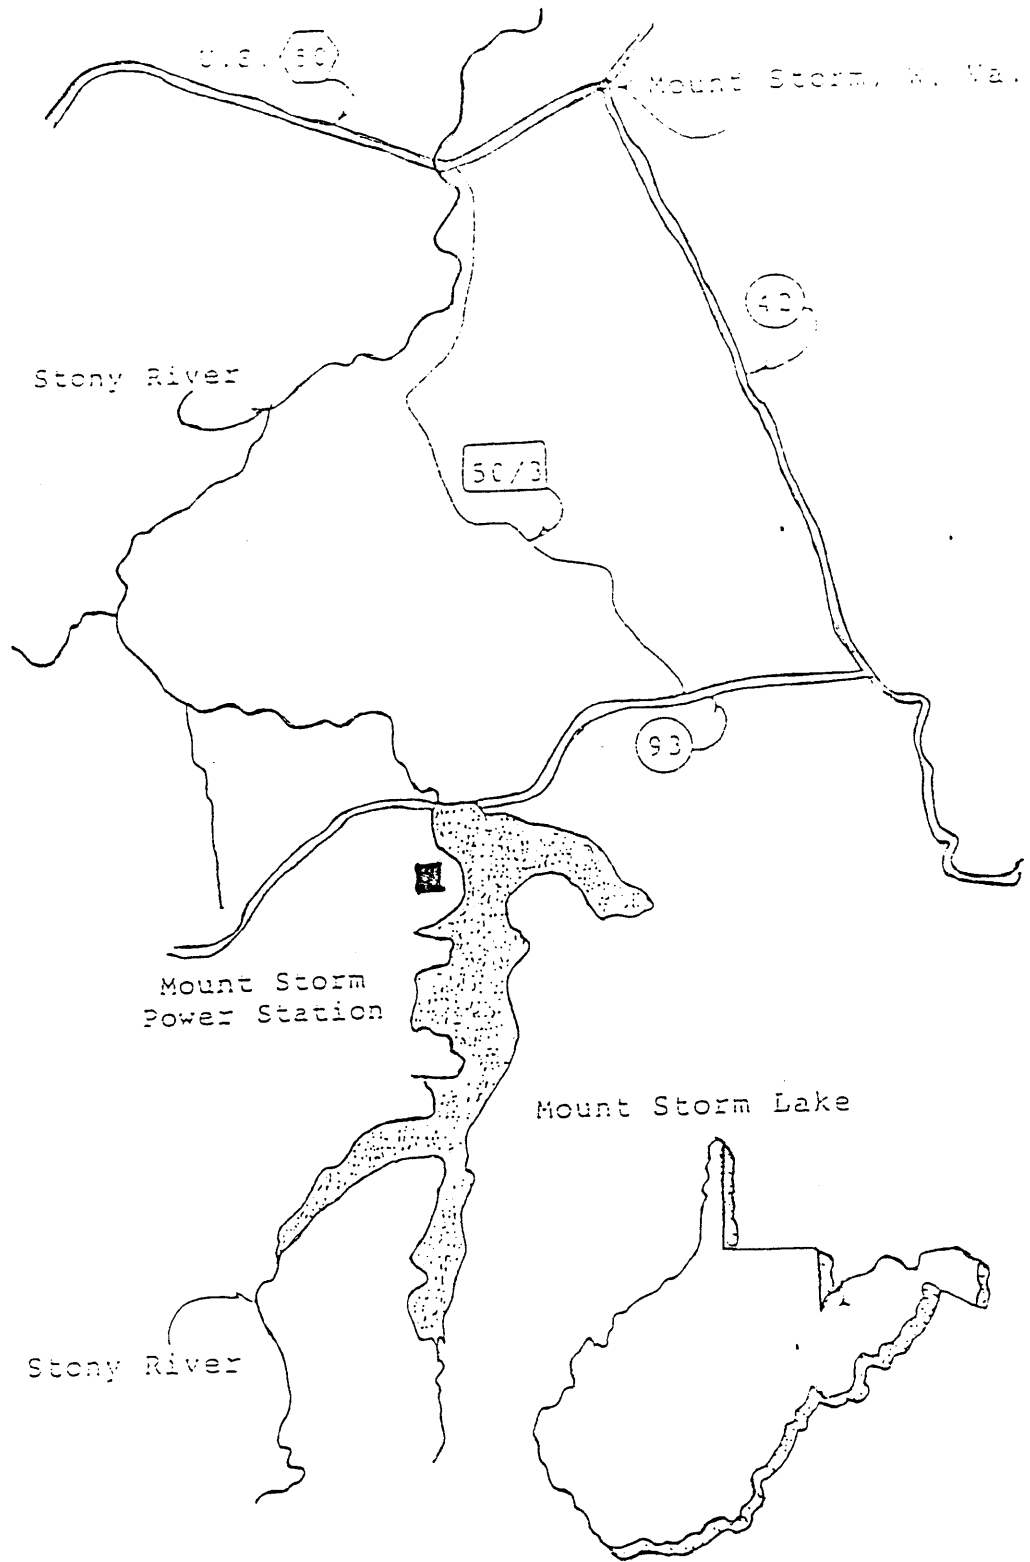 U.S. 50
Mount Storm, W. Va.
42
Stony River
50/3
93
Mount Storm
Power Station
Mount Storm Lake
Stony River